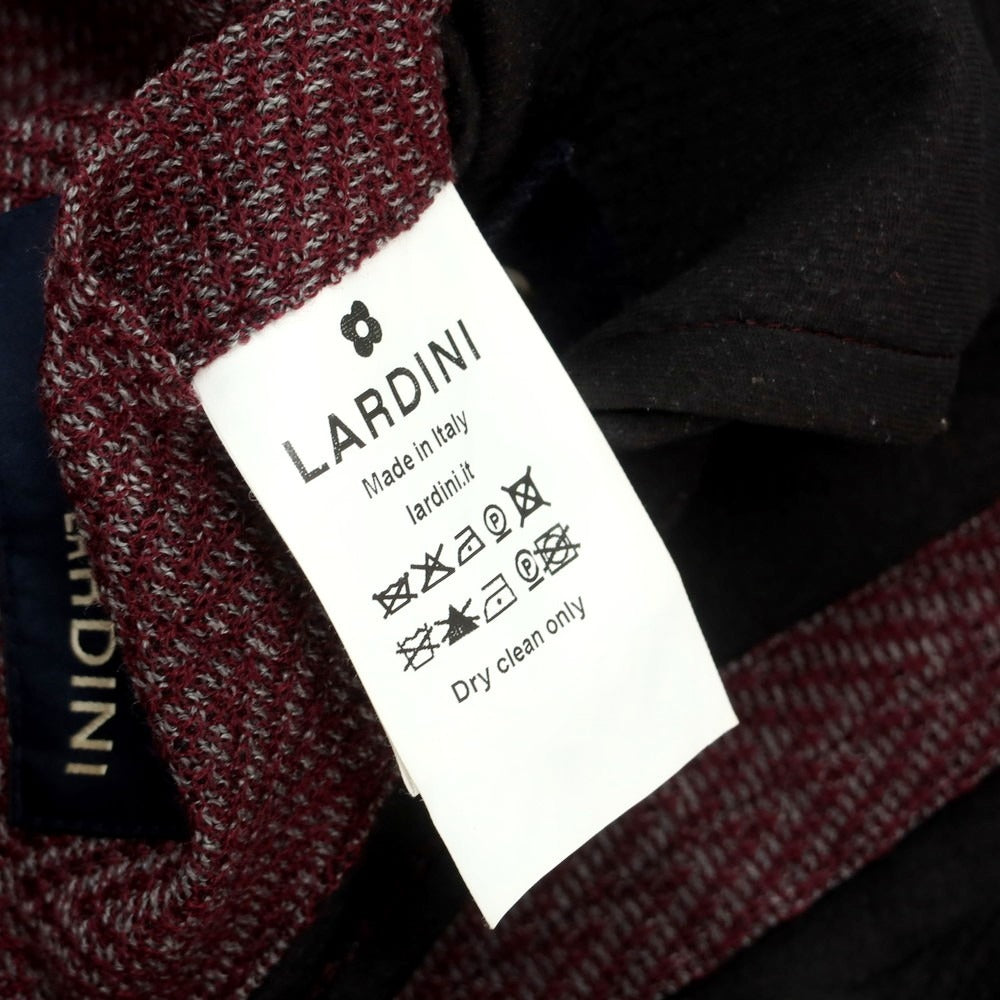 LARDINI
Made in Italy
lardini.it
P
P
Dry clean only
LARDINI